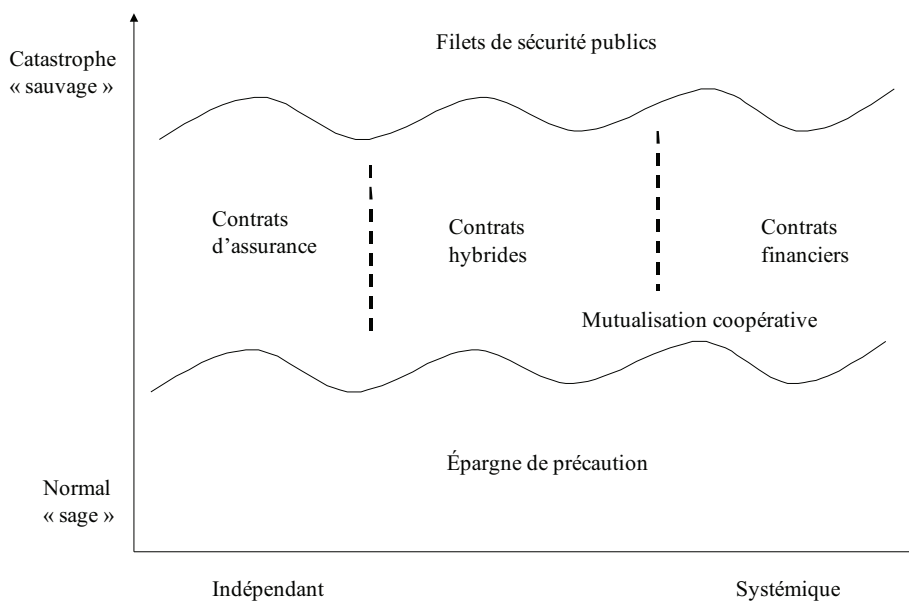 Filets de sécurité publics
Catastrophe
« sauvage »
Contrats
d’assurance
Contrats
hybrides
Contrats
financiers
Mutualisation coopérative
Épargne de précaution
Normal
« sage »
Indépendant
Systémique